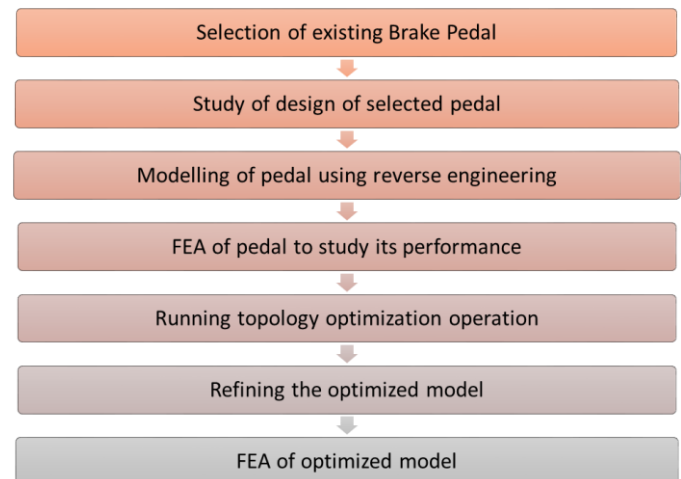 Selection of existing Brake Pedal
Study of design of selected pedal
Modelling of pedal using reverse engineering
FEA of pedal to study its performance
Running topology optimization operation
Refining the optimized model
FEA of optimized model